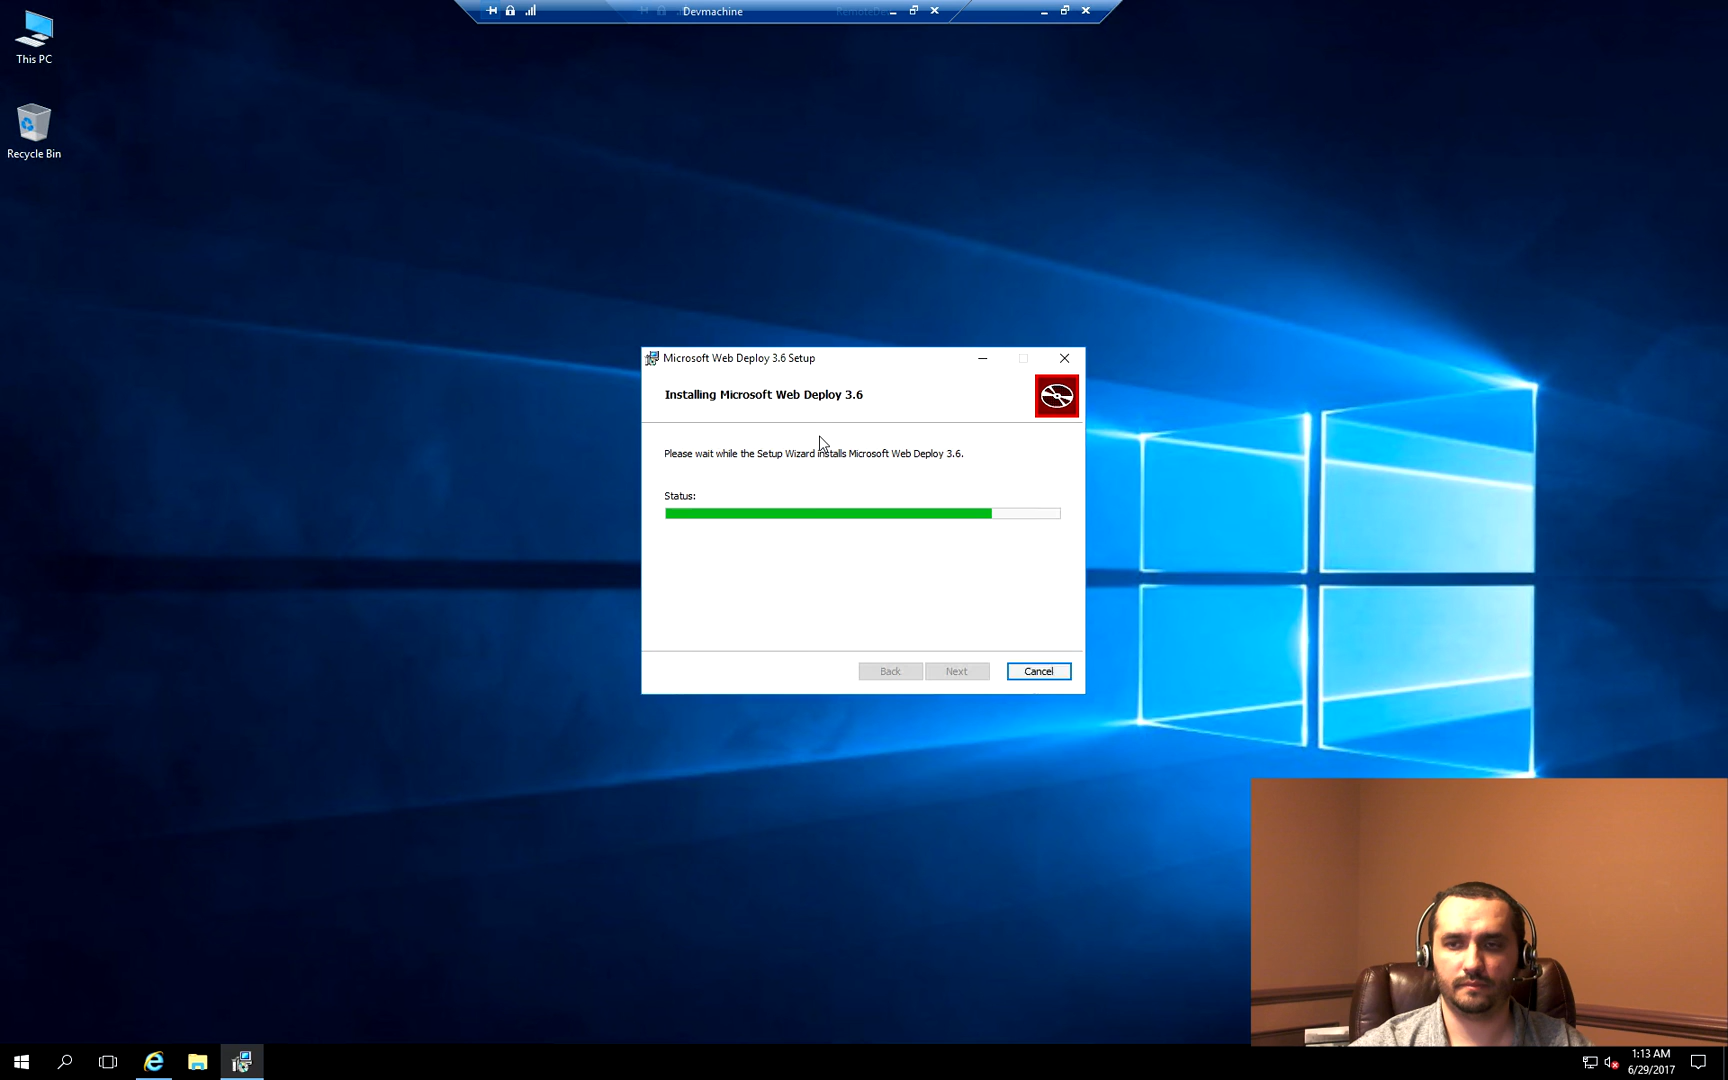 Devmachine
RemoteDe
This PC
Recycle Bin
Microsoft Web Deploy 3.6 Setup
Installing Microsoft Web Deploy 3.6
Please wait while the Setup Wizard installs Microsoft Web Deploy 3.6.
Status:
Back
Next
Cancel
1:13 AM
6/29/2017